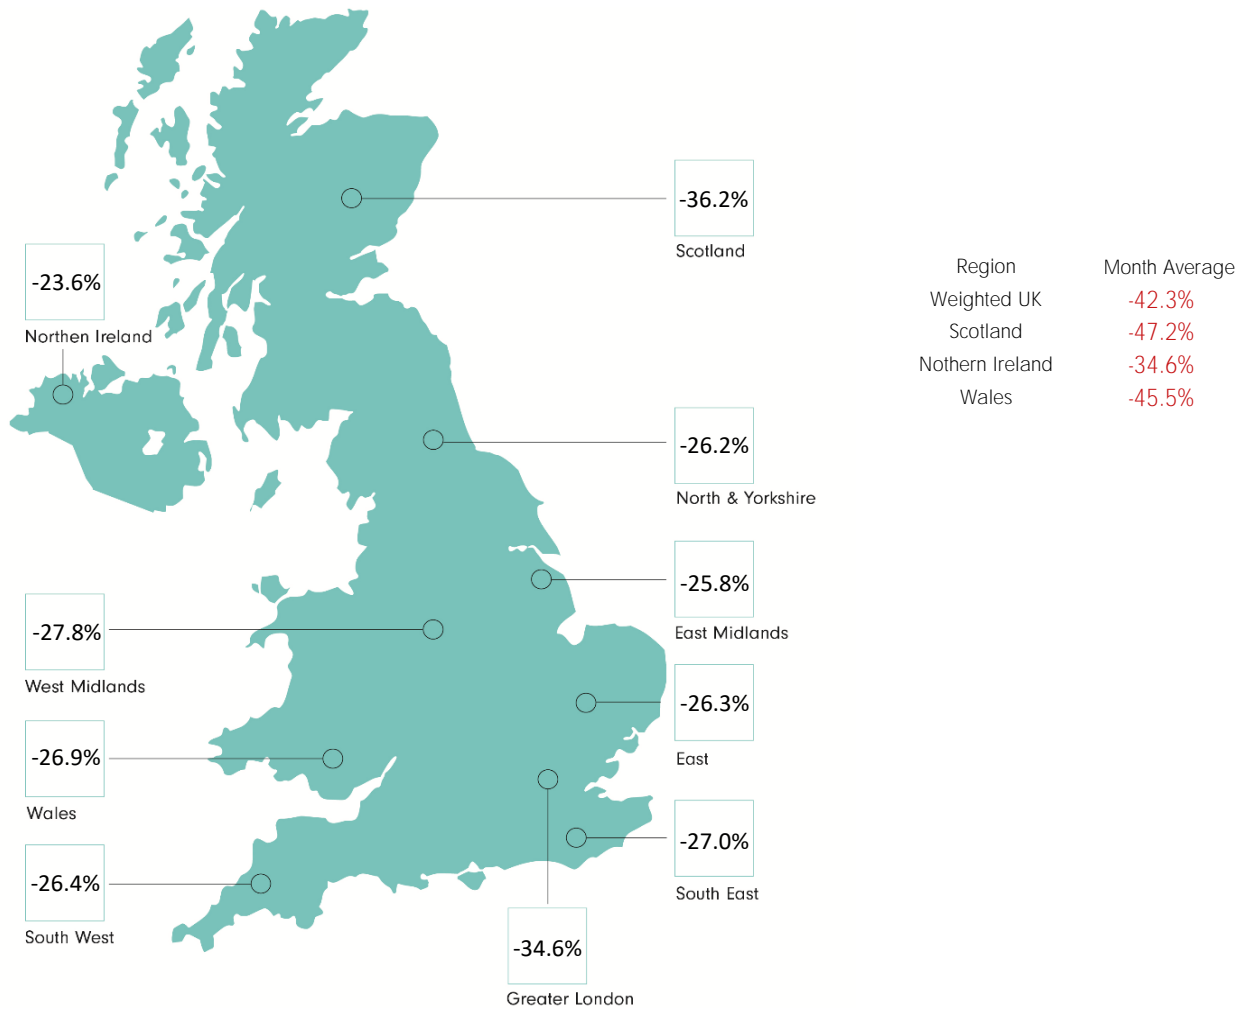 -36.2%
Scotland
-23.6%
Northen Ireland
-26.2%
North & Yorkshire
-25.8%
East Midlands
-27.8%
West Midlands
-26.3%
East
-26.9%
Wales
-27.0%
South East
-26.4%
South West
-34.6%
Greater London
Region Month Average
Weighted UK -42.3%
Scotland -47.2%
Nothern Ireland -34.6%
Wales -45.5%